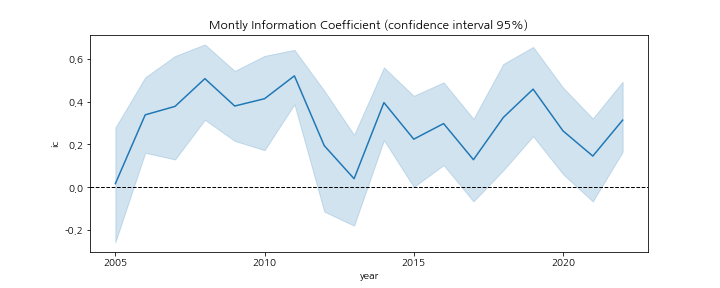 Montly Information Coefficient (confidence interval 95%)
0.6
0.4
0.2
0.0
-0.2
ic
2005 2010 2015 2020
year